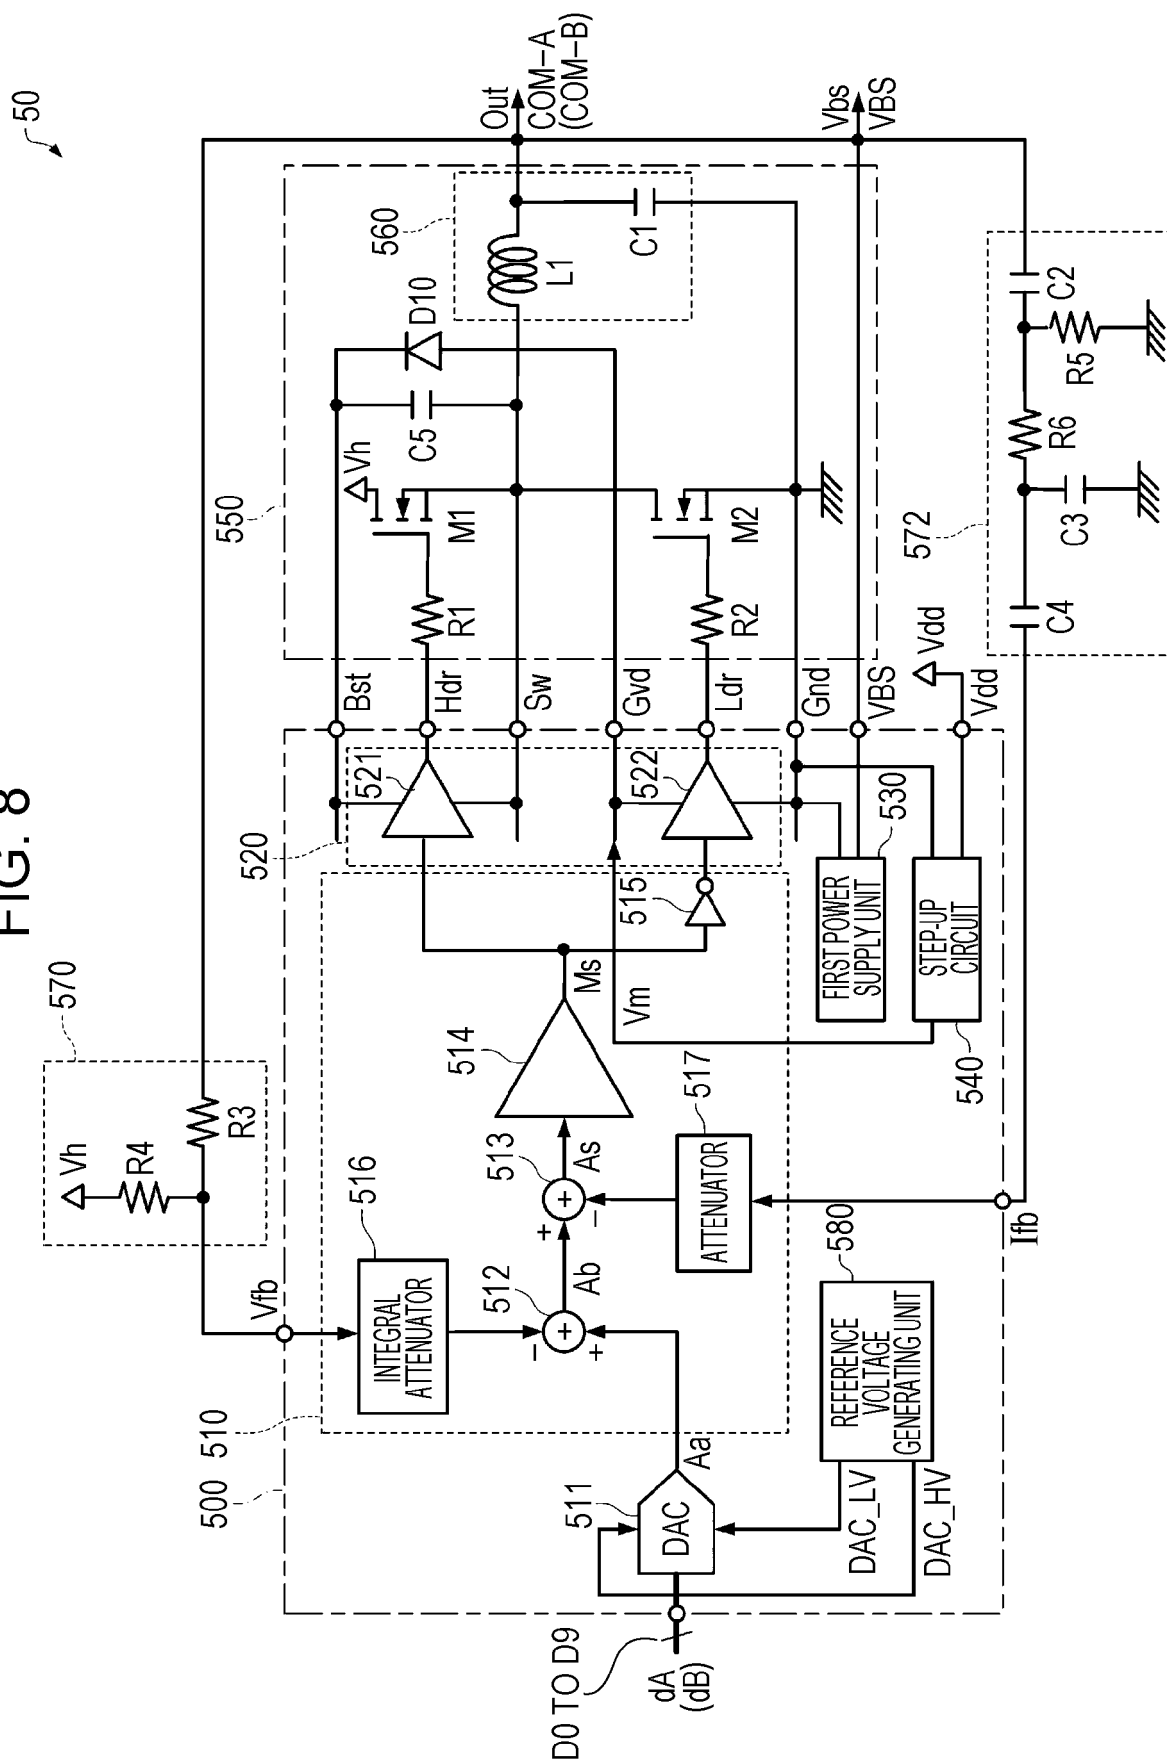 FIG. 8
50
570
Vh
R4
R3
500
510
Vfb
516
INTEGRAL
ATTENUATOR
512
Ab
513
As
514
Ms
515
517
ATTENUATOR
Vm
511
DAC
Aa
D0 TO D9
dA
(dB)
DAC_LV
DAC_HV
580
REFERENCE
VOLTAGE
GENERATING UNIT
Ifb
520
521
522
530
FIRST POWER
SUPPLY UNIT
540
STEP-UP
CIRCUIT
Bst
Hdr
Sw
Gvd
Ldr
Gnd
VBS
Vdd
Vdd
550
Vh
R1
M1
R2
M2
C5
D10
560
L1
C1
Out
COM-A
(COM-B)
Vbs
VBS
572
C4
C3
R6
R5
C2